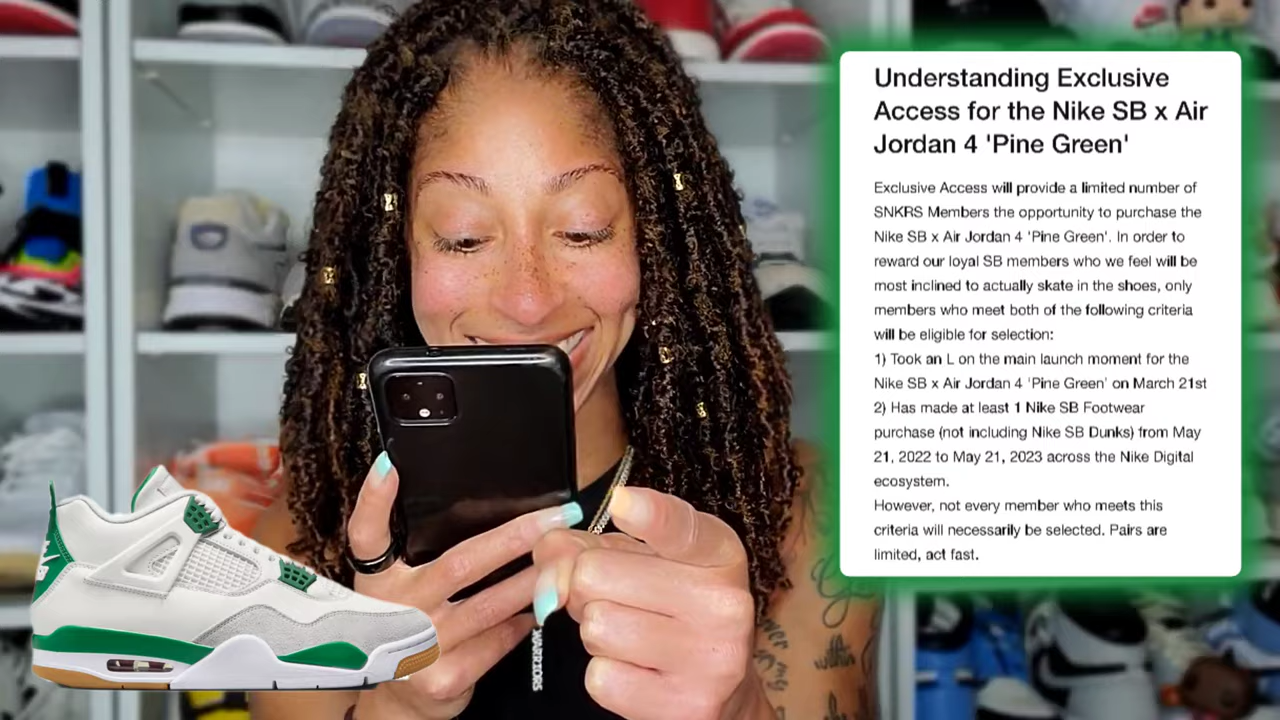 Understanding Exclusive
Access for the Nike SB x Air
Jordan 4 'Pine Green'
Exclusive Access will provide a limited number of
SNKRS Members the opportunity to purchase the
Nike SB x Air Jordan 4 'Pine Green'. In order to
reward our loyal SB members who we feel will be
most inclined to actually skate in the shoes, only
members who meet both of the following criteria
will be eligible for selection:
1) Took an L on the main launch moment for the
Nike SB x Air Jordan 4 'Pine Green' on March 21st
2) Has made at least 1 Nike SB Footwear
purchase (not including Nike SB Dunks) from May
21, 2022 to May 21, 2023 across the Nike Digital
ecosystem.
However, not every member who meets this
criteria will necessarily be selected. Pairs are
limited, act fast.
WARRIORS
within